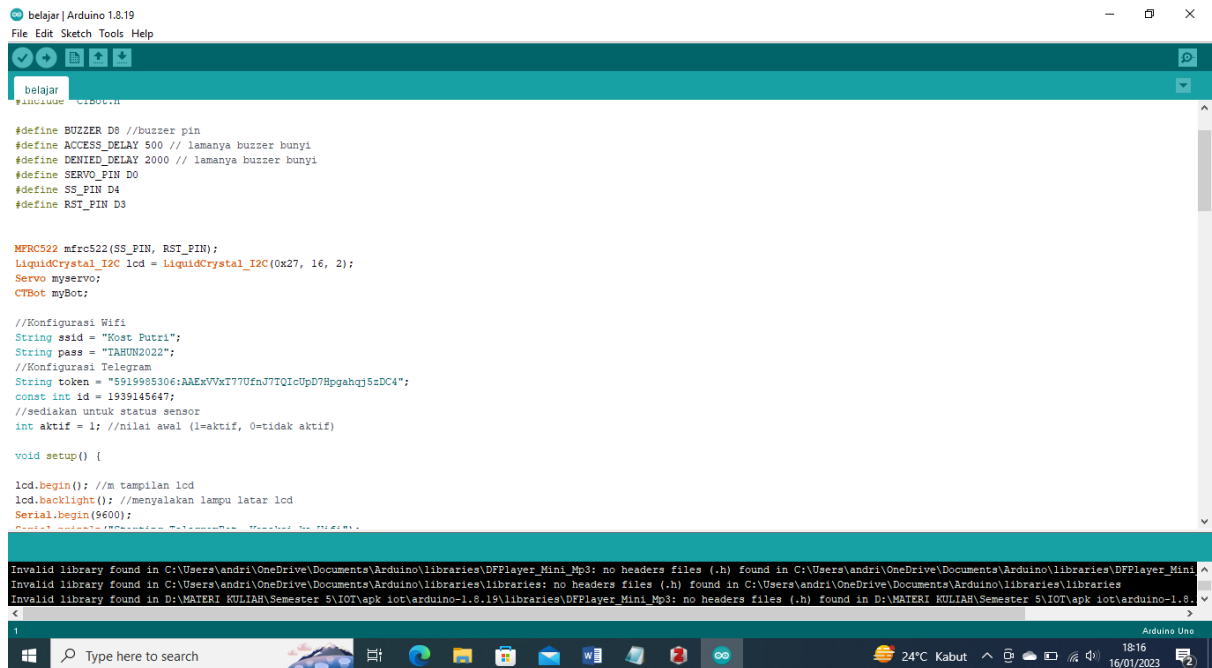 belajar | Arduino 1.8.19
File Edit Sketch Tools Help
belajar
#define BUZZER D8 //buzzer pin
#define ACCESS_DELAY 500 // lamanya buzzer bunyi
#define DENIED_DELAY 2000 // lamanya buzzer bunyi
#define SERVO_PIN D0
#define SS_PIN D4
#define RST_PIN D3
MFRC522 mfrc522(SS_PIN, RST_PIN);
LiquidCrystal_I2C lcd = LiquidCrystal_I2C(0x27, 16, 2);
Servo myservo;
CTBot myBot;
//Konfigurasi Wifi
String ssid = "Kost Putri";
String pass = "TAHUN2022";
//Konfigurasi Telegram
String token = "5919985306:AAExVVxT77UfnJ7TQIcUpD7Hpgahqj5zDC4";
const int id = 1939145647;
//sediakan untuk status sensor
int aktif = 1; //nilai awal (1=aktif, 0=tidak aktif)
void setup() {
lcd.begin(); //m tampilan lcd
lcd.backlight(); //menyalakan lampu latar lcd
Serial.begin(9600);
Invalid library found in C:\Users\andri\OneDrive\Documents\Arduino\libraries\DFPlayer_Mini_Mp3: no headers files (.h) found in C:\Users\andri\OneDrive\Documents\Arduino\libraries\DFPlayer_Mini_
Invalid library found in C:\Users\andri\OneDrive\Documents\Arduino\libraries\libraries: no headers files (.h) found in C:\Users\andri\OneDrive\Documents\Arduino\libraries\libraries
Invalid library found in D:\MATERI KULIAH\Semester 5\IOT\apk iot\arduino-1.8.19\libraries\DFPlayer_Mini_Mp3: no headers files (.h) found in D:\MATERI KULIAH\Semester 5\IOT\apk iot\arduino-1.8.
1
Arduino Uno
Type here to search
24°C Kabut
18:16
16/01/2023
2